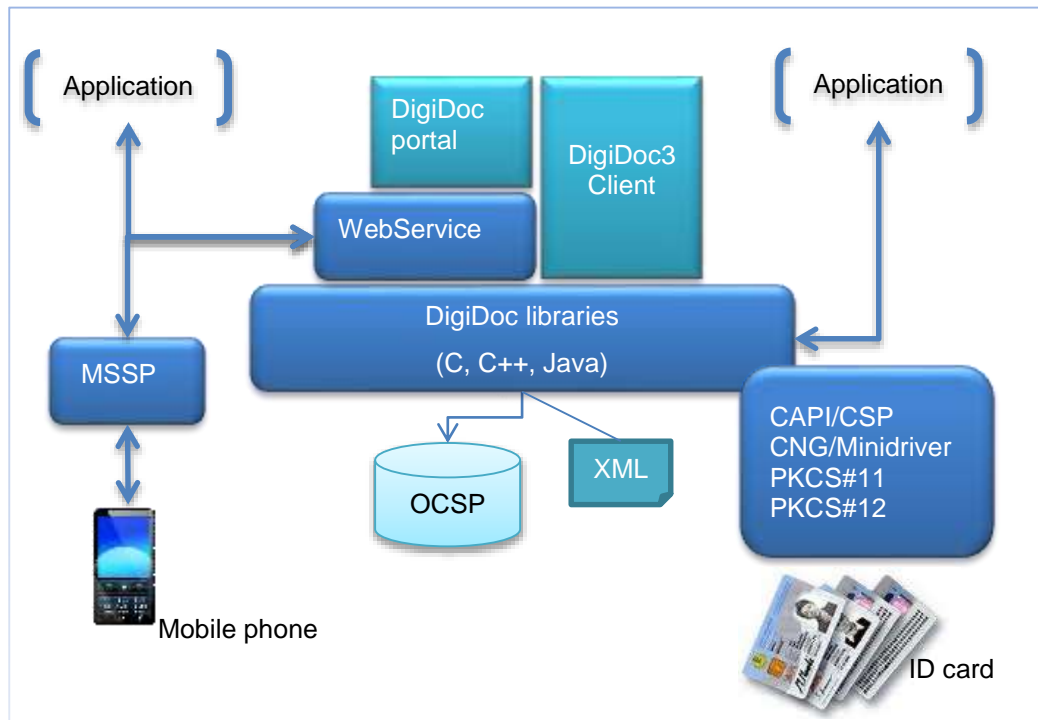 Application
Application
DigiDoc
portal
DigiDoc3
Client
WebService
DigiDoc libraries
(C, C++, Java)
MSSP
CAPI/CSP
CNG/Minidriver
PKCS#11
PKCS#12
XML
OCSP
Mobile phone
ID card